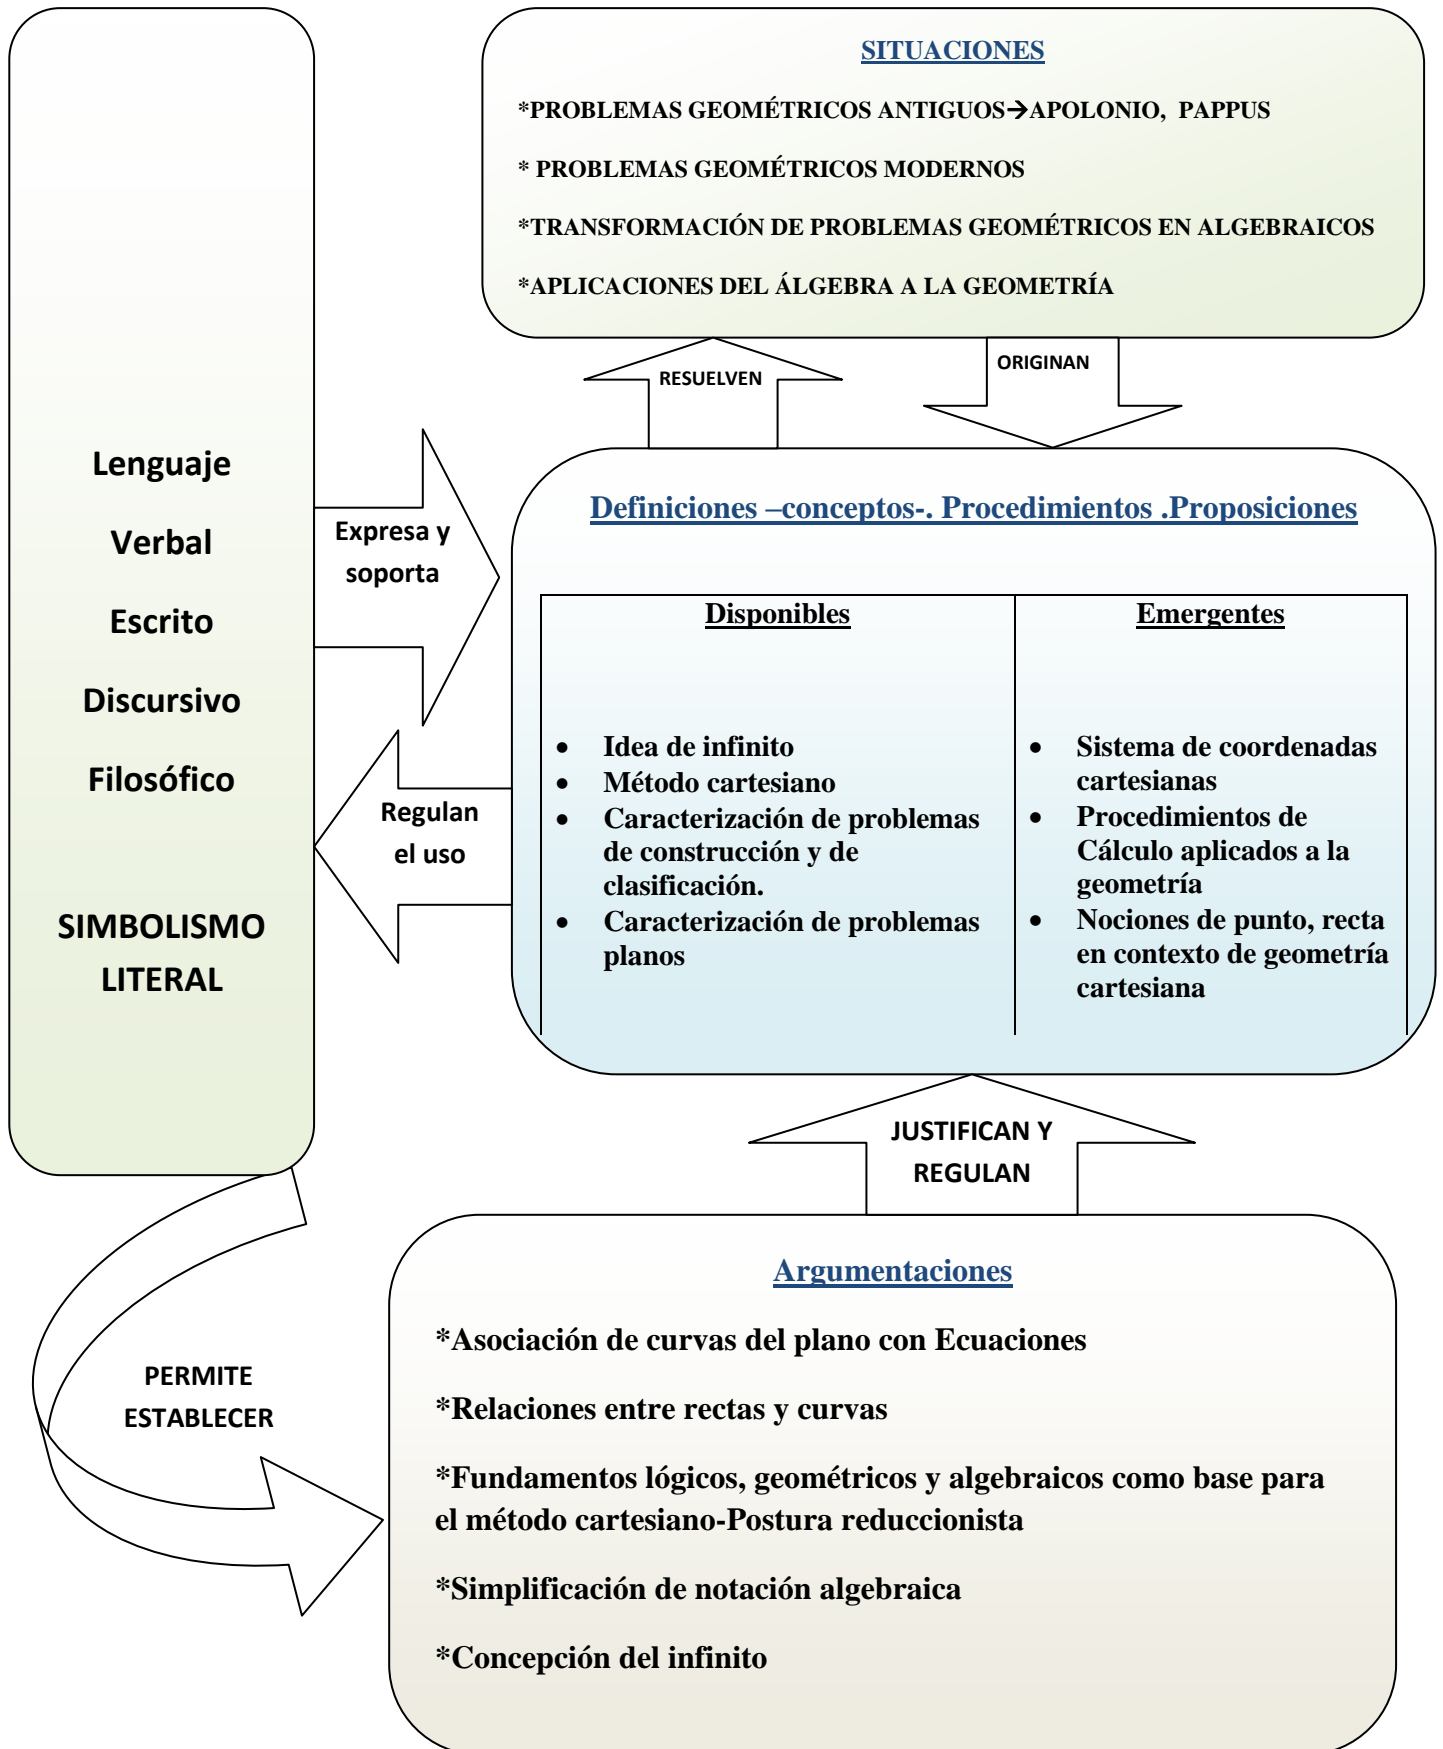 SITUACIONES
*PROBLEMAS GEOMÉTRICOS ANTIGUOS→APOLONIO, PAPPUS
* PROBLEMAS GEOMÉTRICOS MODERNOS
*TRANSFORMACIÓN DE PROBLEMAS GEOMÉTRICOS EN ALGEBRAICOS
*APLICACIONES DEL ÁLGEBRA A LA GEOMETRÍA
RESUELVEN
ORIGINAN
Lenguaje
Verbal
Escrito
Discursivo
Filosófico
SIMBOLISMO
LITERAL
Expresa y
soporta
Regulan
el uso
Definiciones –conceptos-. Procedimientos .Proposiciones
Disponibles
• Idea de infinito
• Método cartesiano
• Caracterización de problemas
de construcción y de
clasificación.
• Caracterización de problemas
planos
Emergentes
• Sistema de coordenadas
cartesianas
• Procedimientos de
Cálculo aplicados a la
geometría
• Nociones de punto, recta
en contexto de geometría
cartesiana
JUSTIFICAN Y
REGULAN
PERMITE
ESTABLECER
Argumentaciones
*Asociación de curvas del plano con Ecuaciones
*Relaciones entre rectas y curvas
*Fundamentos lógicos, geométricos y algebraicos como base para
el método cartesiano-Postura reduccionista
*Simplificación de notación algebraica
*Concepción del infinito